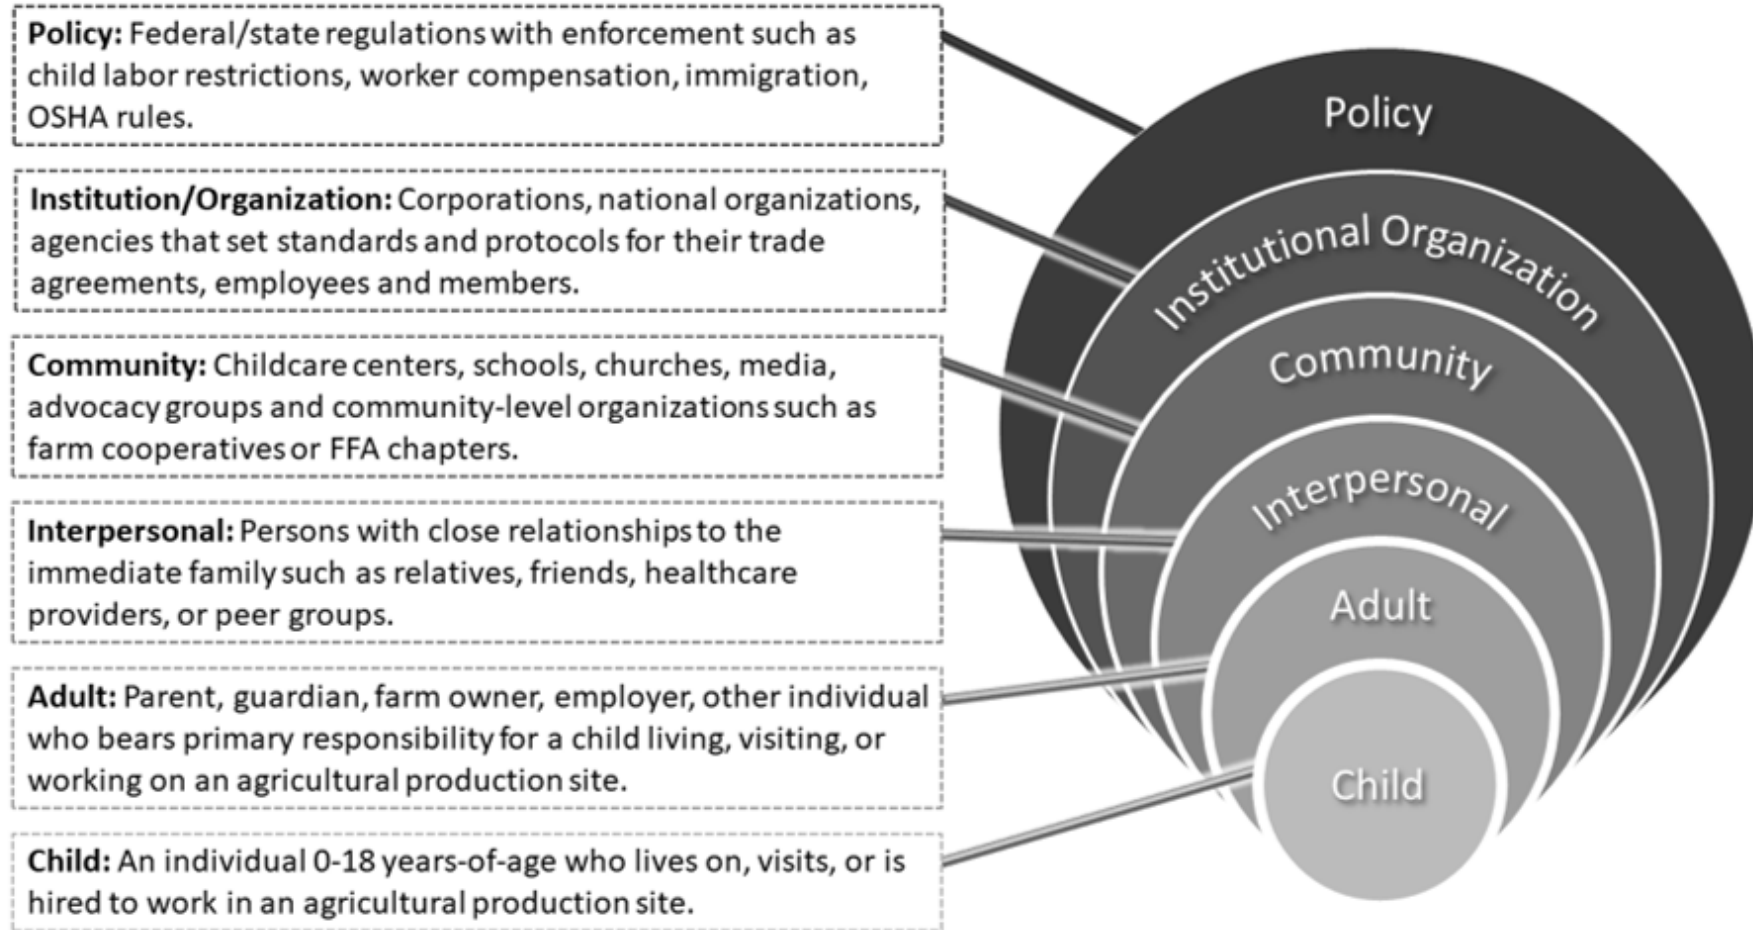 Policy: Federal/state regulations with enforcement such as
child labor restrictions, worker compensation, immigration,
OSHA rules.
Institution/Organization: Corporations, national organizations,
agencies that set standards and protocols for their trade
agreements, employees and members.
Community: Childcare centers, schools, churches, media,
advocacy groups and community-level organizations such as
farm cooperatives or FFA chapters.
Interpersonal: Persons with close relationships to the
immediate family such as relatives, friends, healthcare
providers, or peer groups.
Adult: Parent, guardian, farm owner, employer, other individual
who bears primary responsibility for a child living, visiting, or
working on an agricultural production site.
Child: An individual 0-18 years-of-age who lives on, visits, or is
hired to work in an agricultural production site.
Policy
Institutional Organization
Community
Interpersonal
Adult
Child